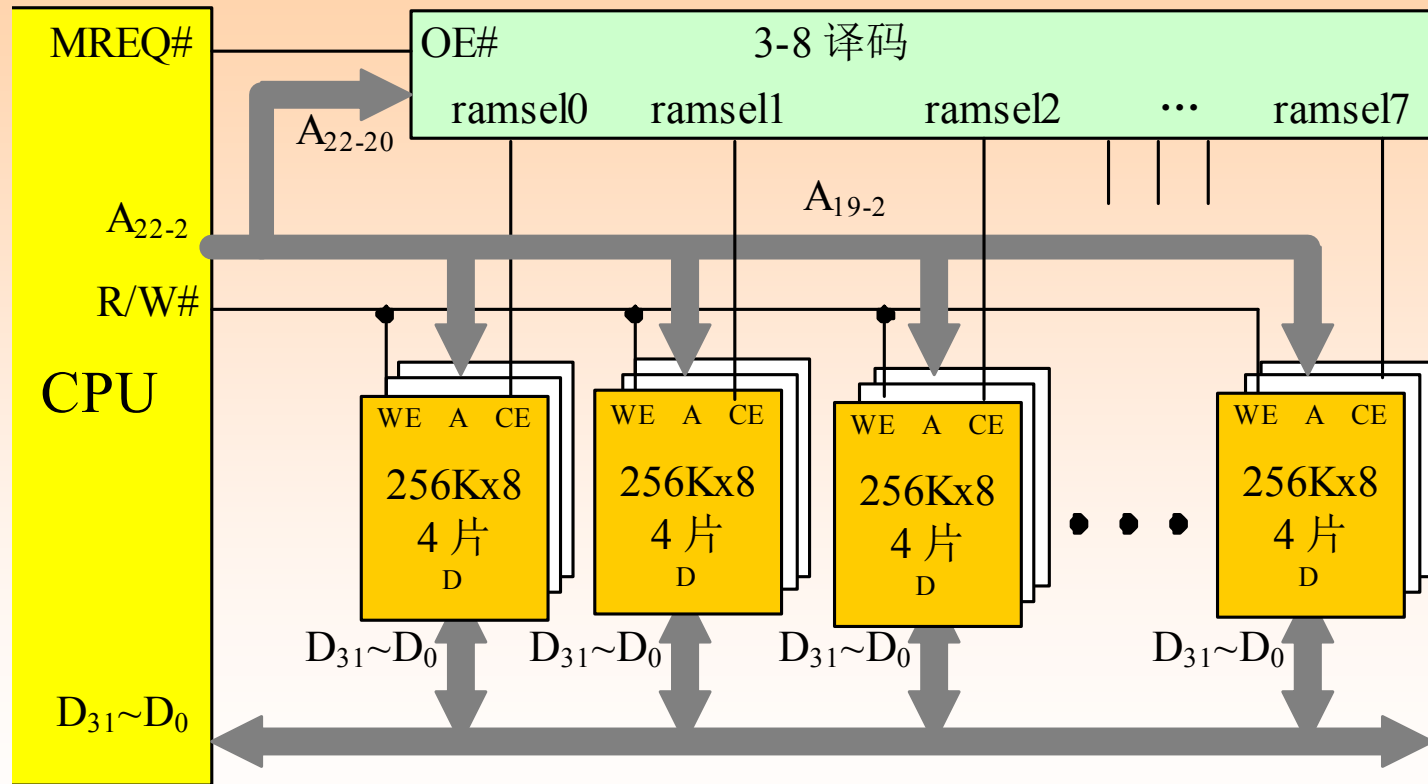 MREQ#
OE#
3-8 译码
ramsel0
ramsel1
ramsel2
...
ramsel7
A22-20
A19-2
A22-2
R/W#
CPU
WE A CE
256Kx8
4 片
D
WE A CE
256Kx8
4 片
D
WE A CE
256Kx8
4 片
D
WE A CE
256Kx8
4 片
D
D31~D0
D31~D0
D31~D0
D31~D0
D31~D0